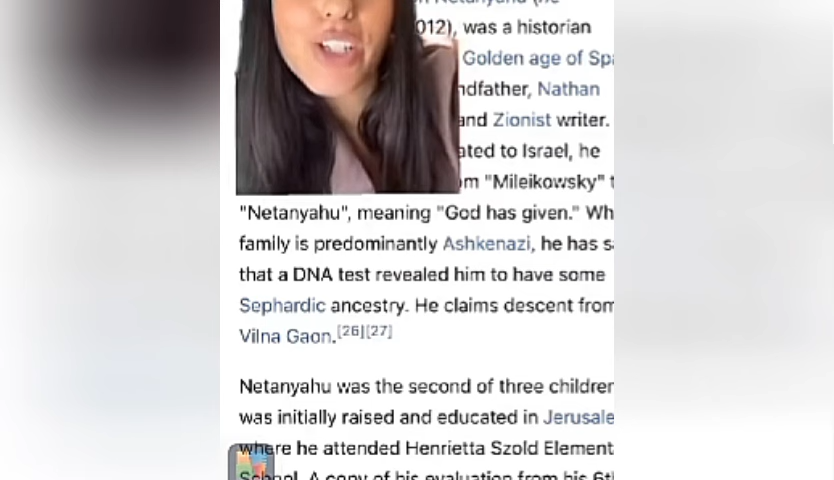 Netanyahu
012), was a historian
Golden age of Spa
ndfather, Nathan
and Zionist writer.
ated to Israel, he
om "Mileikowsky" t
"Netanyahu", meaning "God has given." Wh
family is predominantly Ashkenazi, he has s
that a DNA test revealed him to have some
Sephardic ancestry. He claims descent from
Vilna Gaon.[26][27]
Netanyahu was the second of three children
was initially raised and educated in Jerusale
where he attended Henrietta Szold Element
School. A copy of his evaluation from his 6t